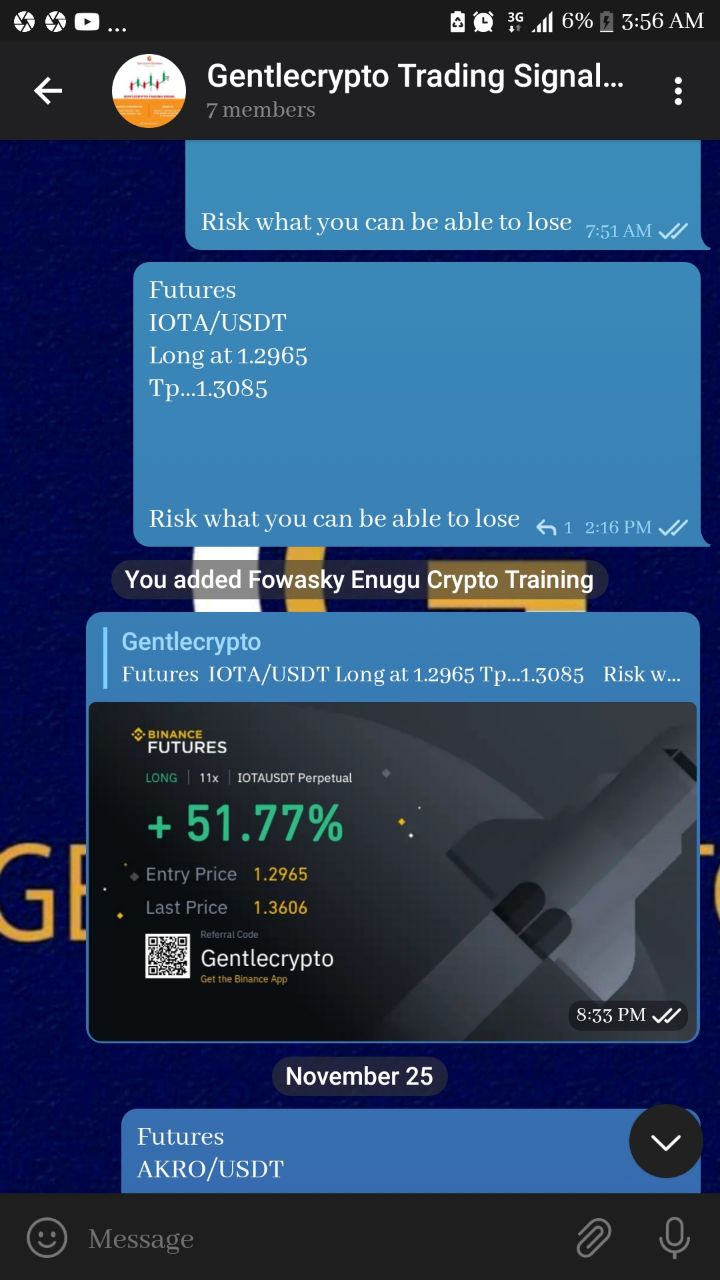 ...
3G
6%
3:56 AM
Gentlecrypto Trading Signal...
7 members
Risk what you can be able to lose
7:51 AM
Futures
IOTA/USDT
Long at 1.2965
Tp...1.3085
Risk what you can be able to lose
1 2:16 PM
You added Fowasky Enugu Crypto Training
Gentlecrypto
Futures IOTA/USDT Long at 1.2965 Tp...1.3085 Risk w...
BINANCE
FUTURES
LONG | 11x | IOTAUSDT Perpetual
+ 51.77%
Entry Price 1.2965
Last Price 1.3606
Referral Code
Gentlecrypto
Get the Binance App
8:33 PM
November 25
Futures
AKRO/USDT
Message